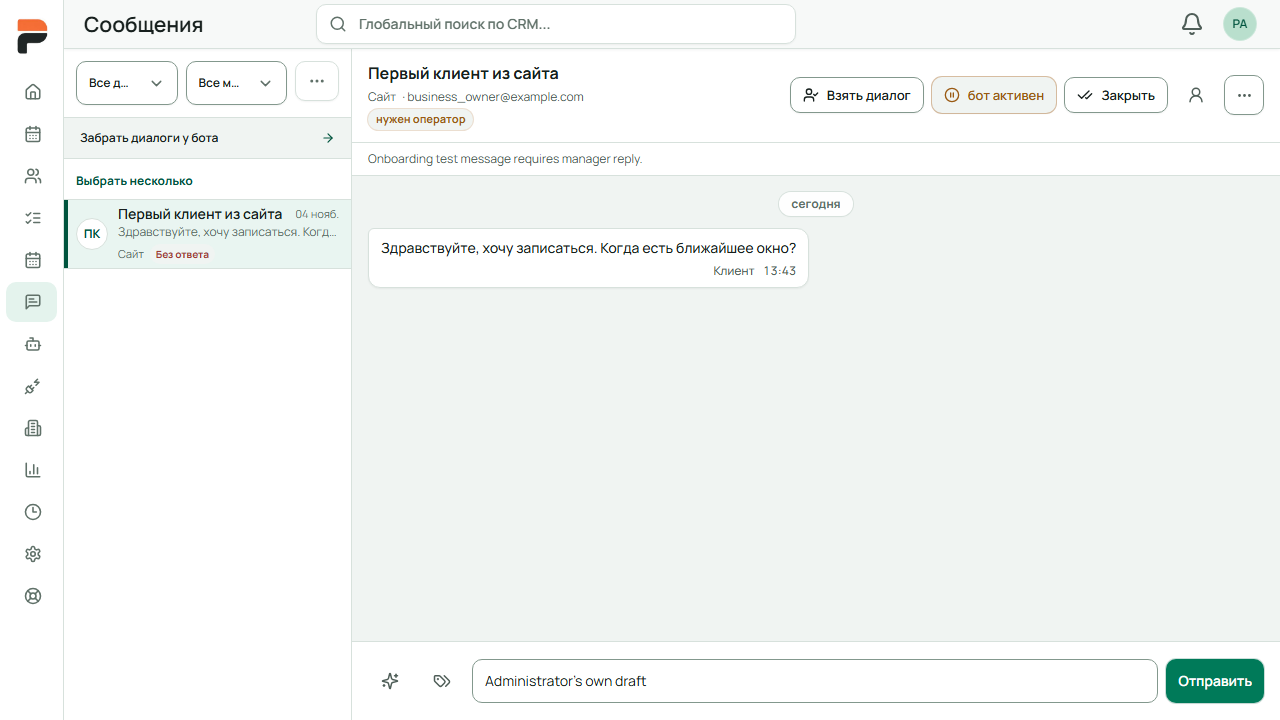 Сообщения
Глобальный поиск по CRM...
PA
Все д...
Все м...
Забрать диалоги у бота
Выбрать несколько
ПК
Первый клиент из сайта
04 нояб.
Здравствуйте, хочу записаться. Когд...
Сайт
Без ответа
Первый клиент из сайта
Сайт · business_owner@example.com
нужен оператор
Взять диалог
бот активен
Закрыть
Onboarding test message requires manager reply.
сегодня
Здравствуйте, хочу записаться. Когда есть ближайшее окно?
Клиент 13:43
Administrator's own draft
Отправить